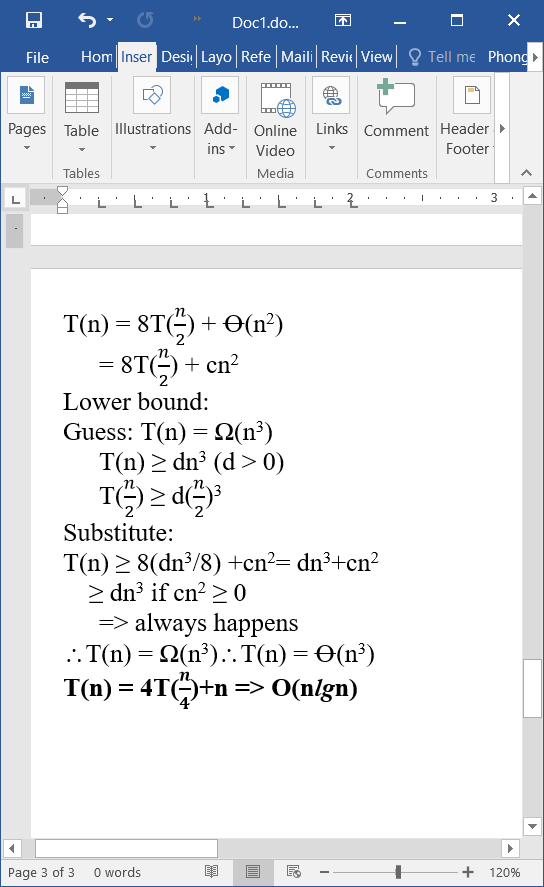 Doc1.do...
File Hom Inser Desi Layo Refe Maili Revie View Tell me Phong
Pages Table Illustrations Add-ins Online Video Links Comment Header Footer
Tables Media Comments
1 2 3
T(n) = 8T(n/2) + Ɵ(n²)
= 8T(n/2) + cn²
Lower bound:
Guess: T(n) = Ω(n³)
T(n) ≥ dn³ (d > 0)
T(n/2) ≥ d(n/2)³
Substitute:
T(n) ≥ 8(dn³/8) +cn²= dn³+cn²
≥ dn³ if cn² ≥ 0
=> always happens
∴T(n) = Ω(n³)∴T(n) = Ɵ(n³)
T(n) = 4T(n/4)+n => O(nlgn)
Page 3 of 3 0 words 120%